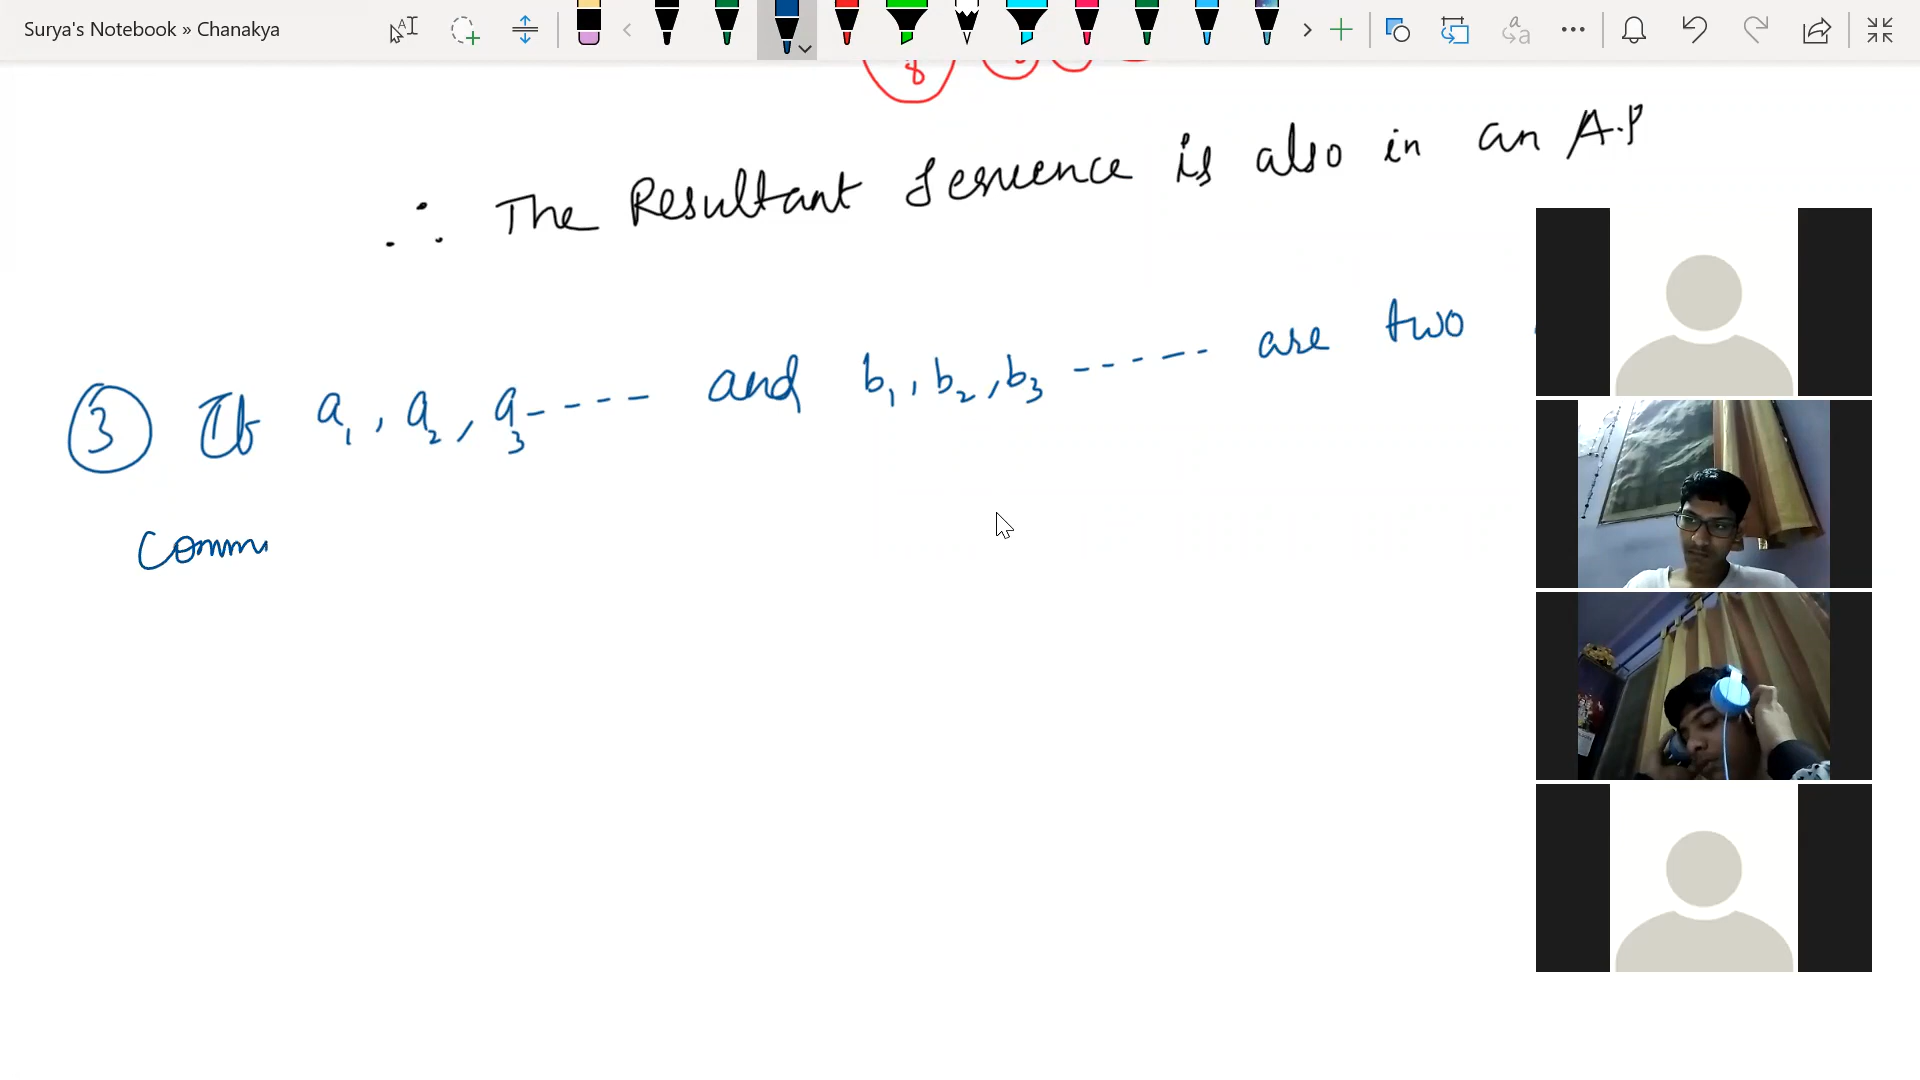 Surya's Notebook » Chanakya
8
∴ The Resultant Sequence is also in an A.P
③ If a₁, a₂, a₃---- and b₁, b₂, b₃ ----- are two
Comm